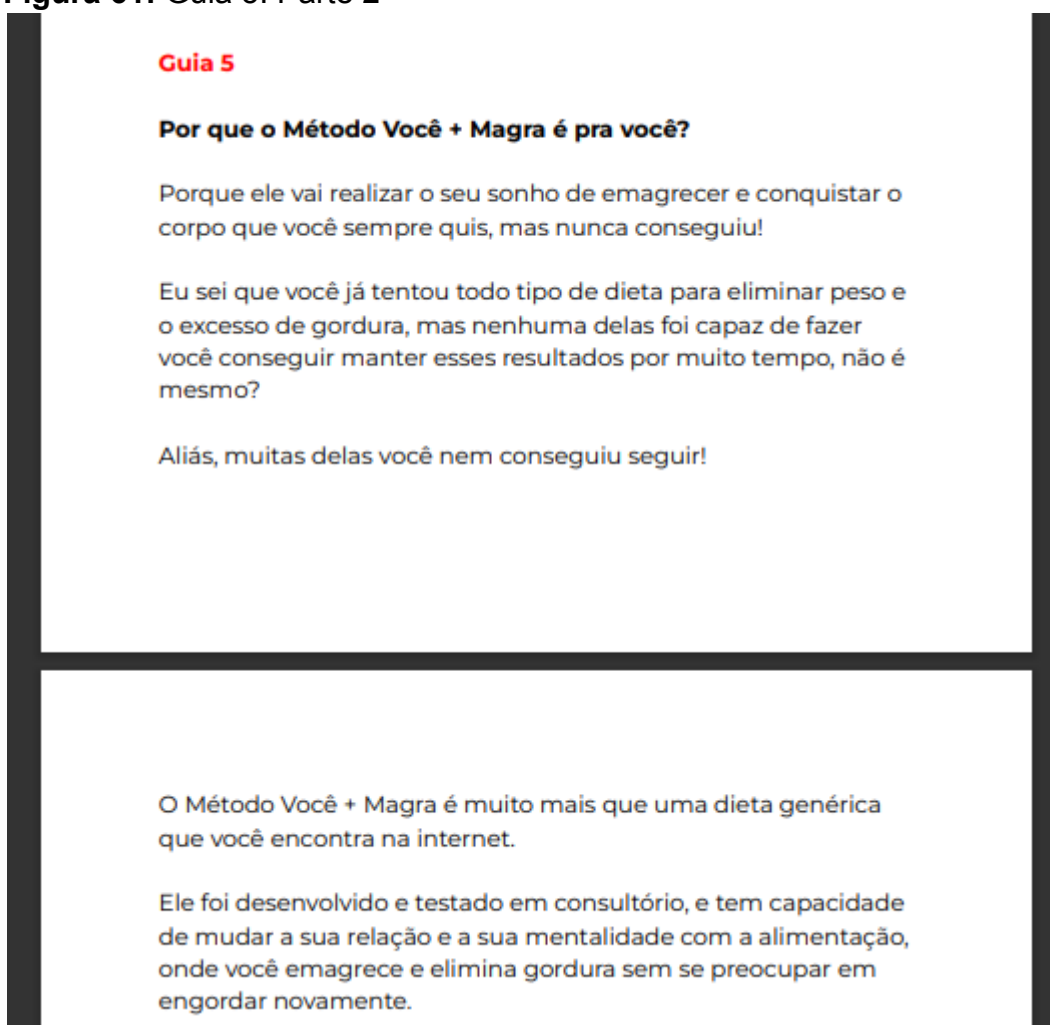 Guia 5
Por que o Método Você + Magra é pra você?
Porque ele vai realizar o seu sonho de emagrecer e conquistar o
corpo que você sempre quis, mas nunca conseguiu!
Eu sei que você já tentou todo tipo de dieta para eliminar peso e
o excesso de gordura, mas nenhuma delas foi capaz de fazer
você conseguir manter esses resultados por muito tempo, não é
mesmo?
Aliás, muitas delas você nem conseguiu seguir!
O Método Você + Magra é muito mais que uma dieta genérica
que você encontra na internet.
Ele foi desenvolvido e testado em consultório, e tem capacidade
de mudar a sua relação e a sua mentalidade com a alimentação,
onde você emagrece e elimina gordura sem se preocupar em
engordar novamente.